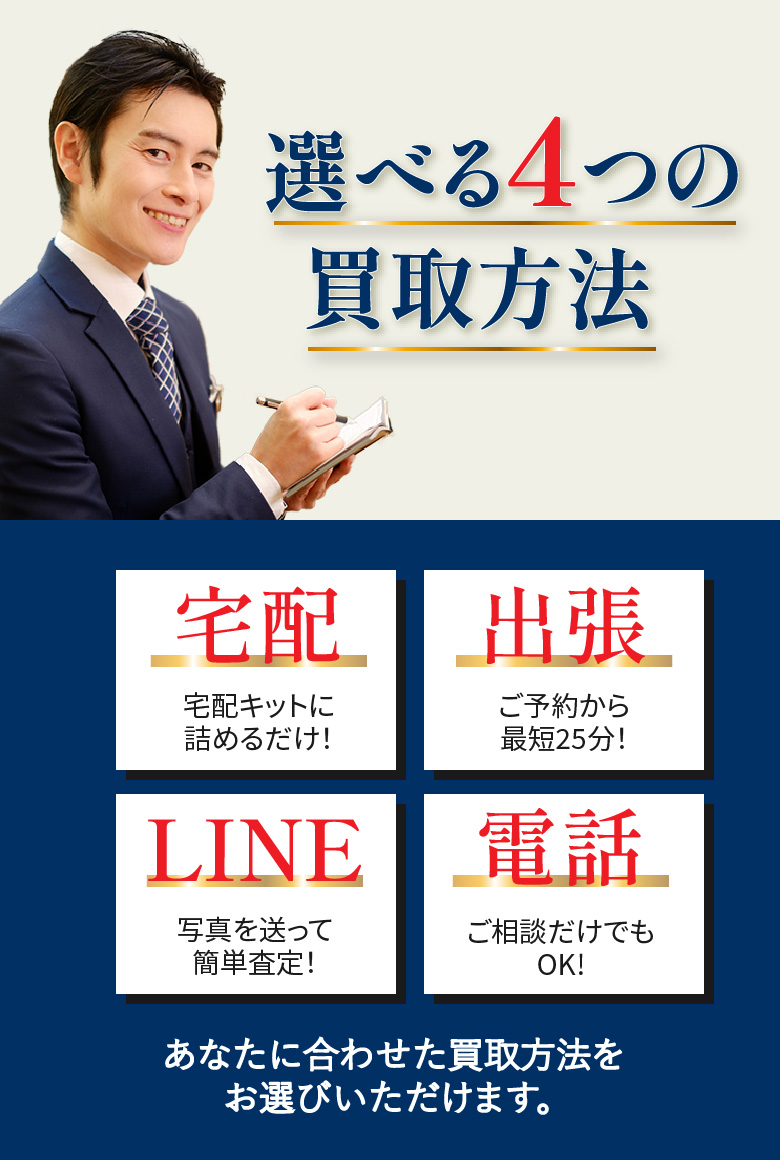 選べる4つの
買取方法
宅配
宅配キットに
詰めるだけ！
出張
ご予約から
最短25分！
LINE
写真を送って
簡単査定！
電話
ご相談だけでも
OK!
あなたに合わせた買取方法を
お選びいただけます。